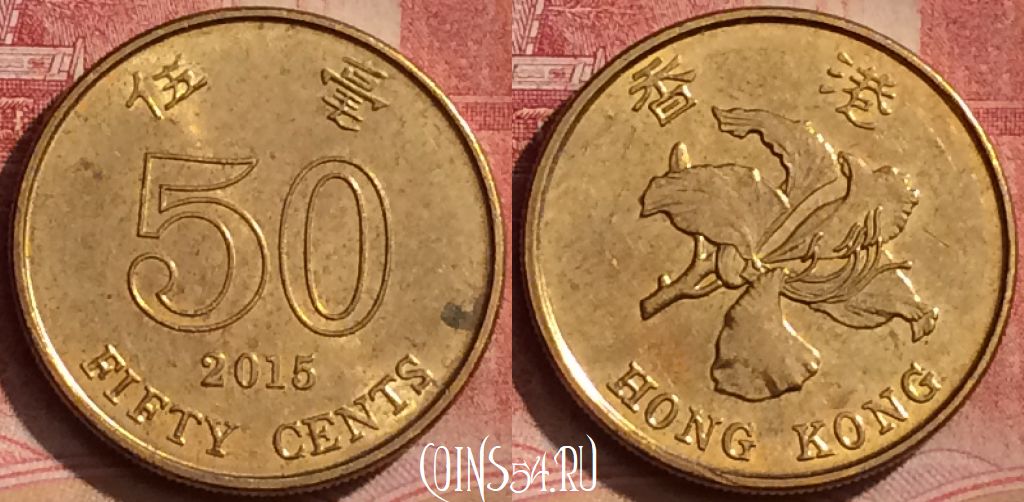 伍毫
50
2015
FIFTY CENTS
香港
HONG KONG
COINS54.RU